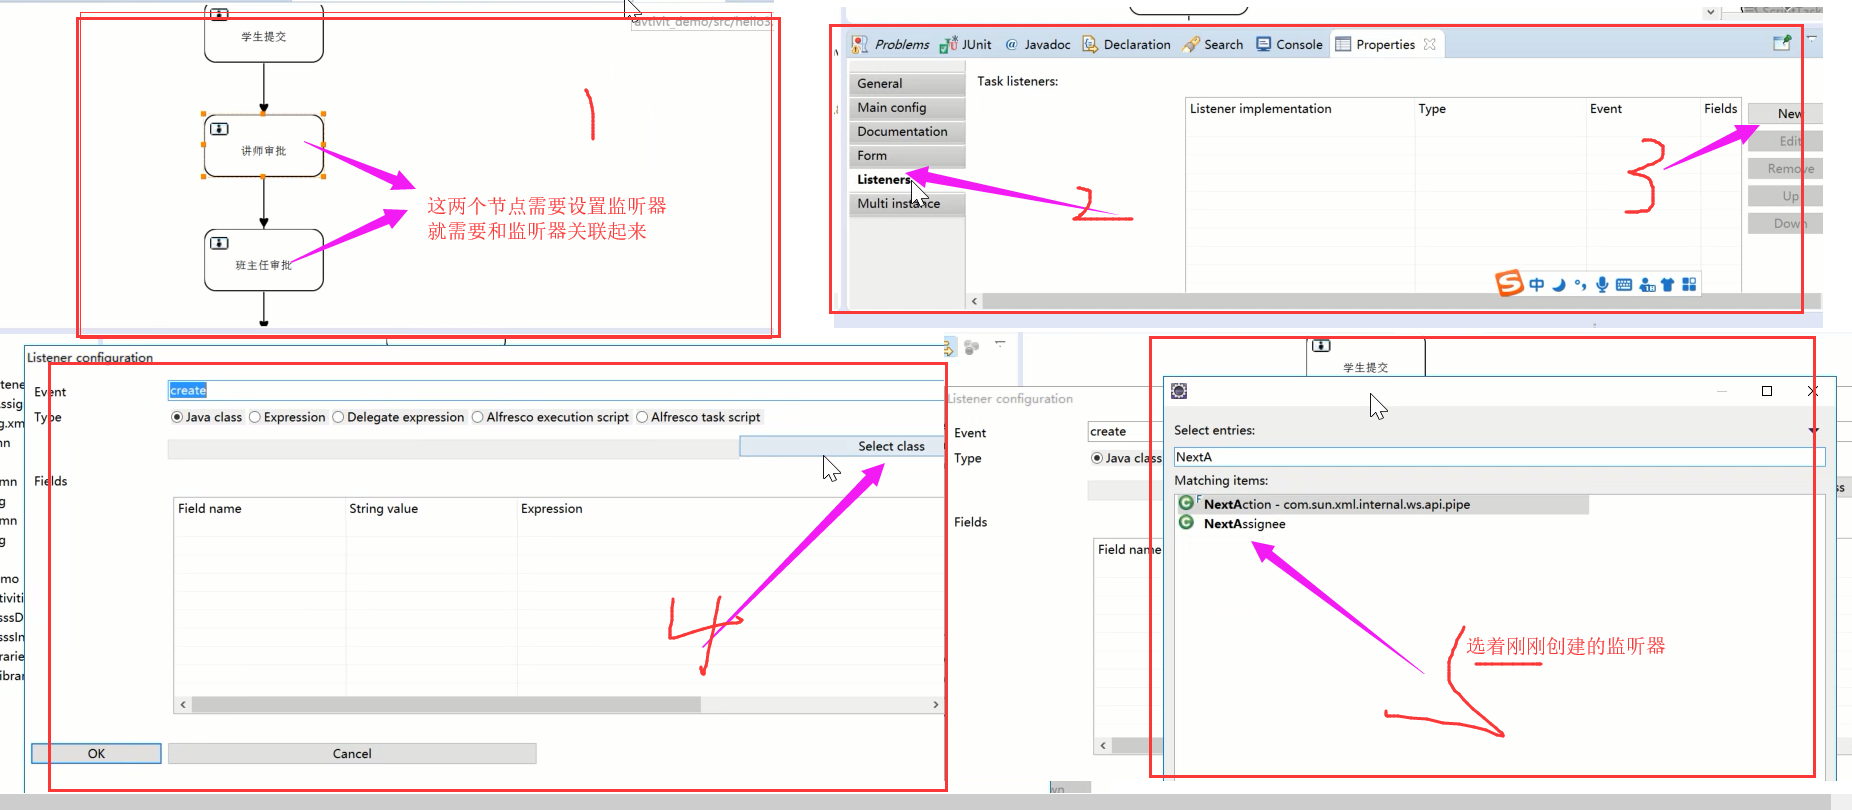 avtivit_demo/src/hello3
学生提交
讲师审批
班主任审批
这两个节点需要设置监听器
就需要和监听器关联起来
1
Problems
JUnit
@ Javadoc
Declaration
Search
Console
Properties
General
Main config
Documentation
Form
Listeners
Multi instance
Task listeners:
Listener implementation Type Event Fields
New
Edit
Remove
Up
Down
2
3
中
Listener configuration
Event create
Type Java class Expression Delegate expression Alfresco execution script Alfresco task script
Select class
Fields
Field name String value Expression
4
OK Cancel
Listener configuration
Event create
Type Java class
Fields
Field name
学生提交
Select entries:
NextA
Matching items:
NextAction - com.sun.xml.internal.ws.api.pipe
NextAssignee
选着刚刚创建的监听器